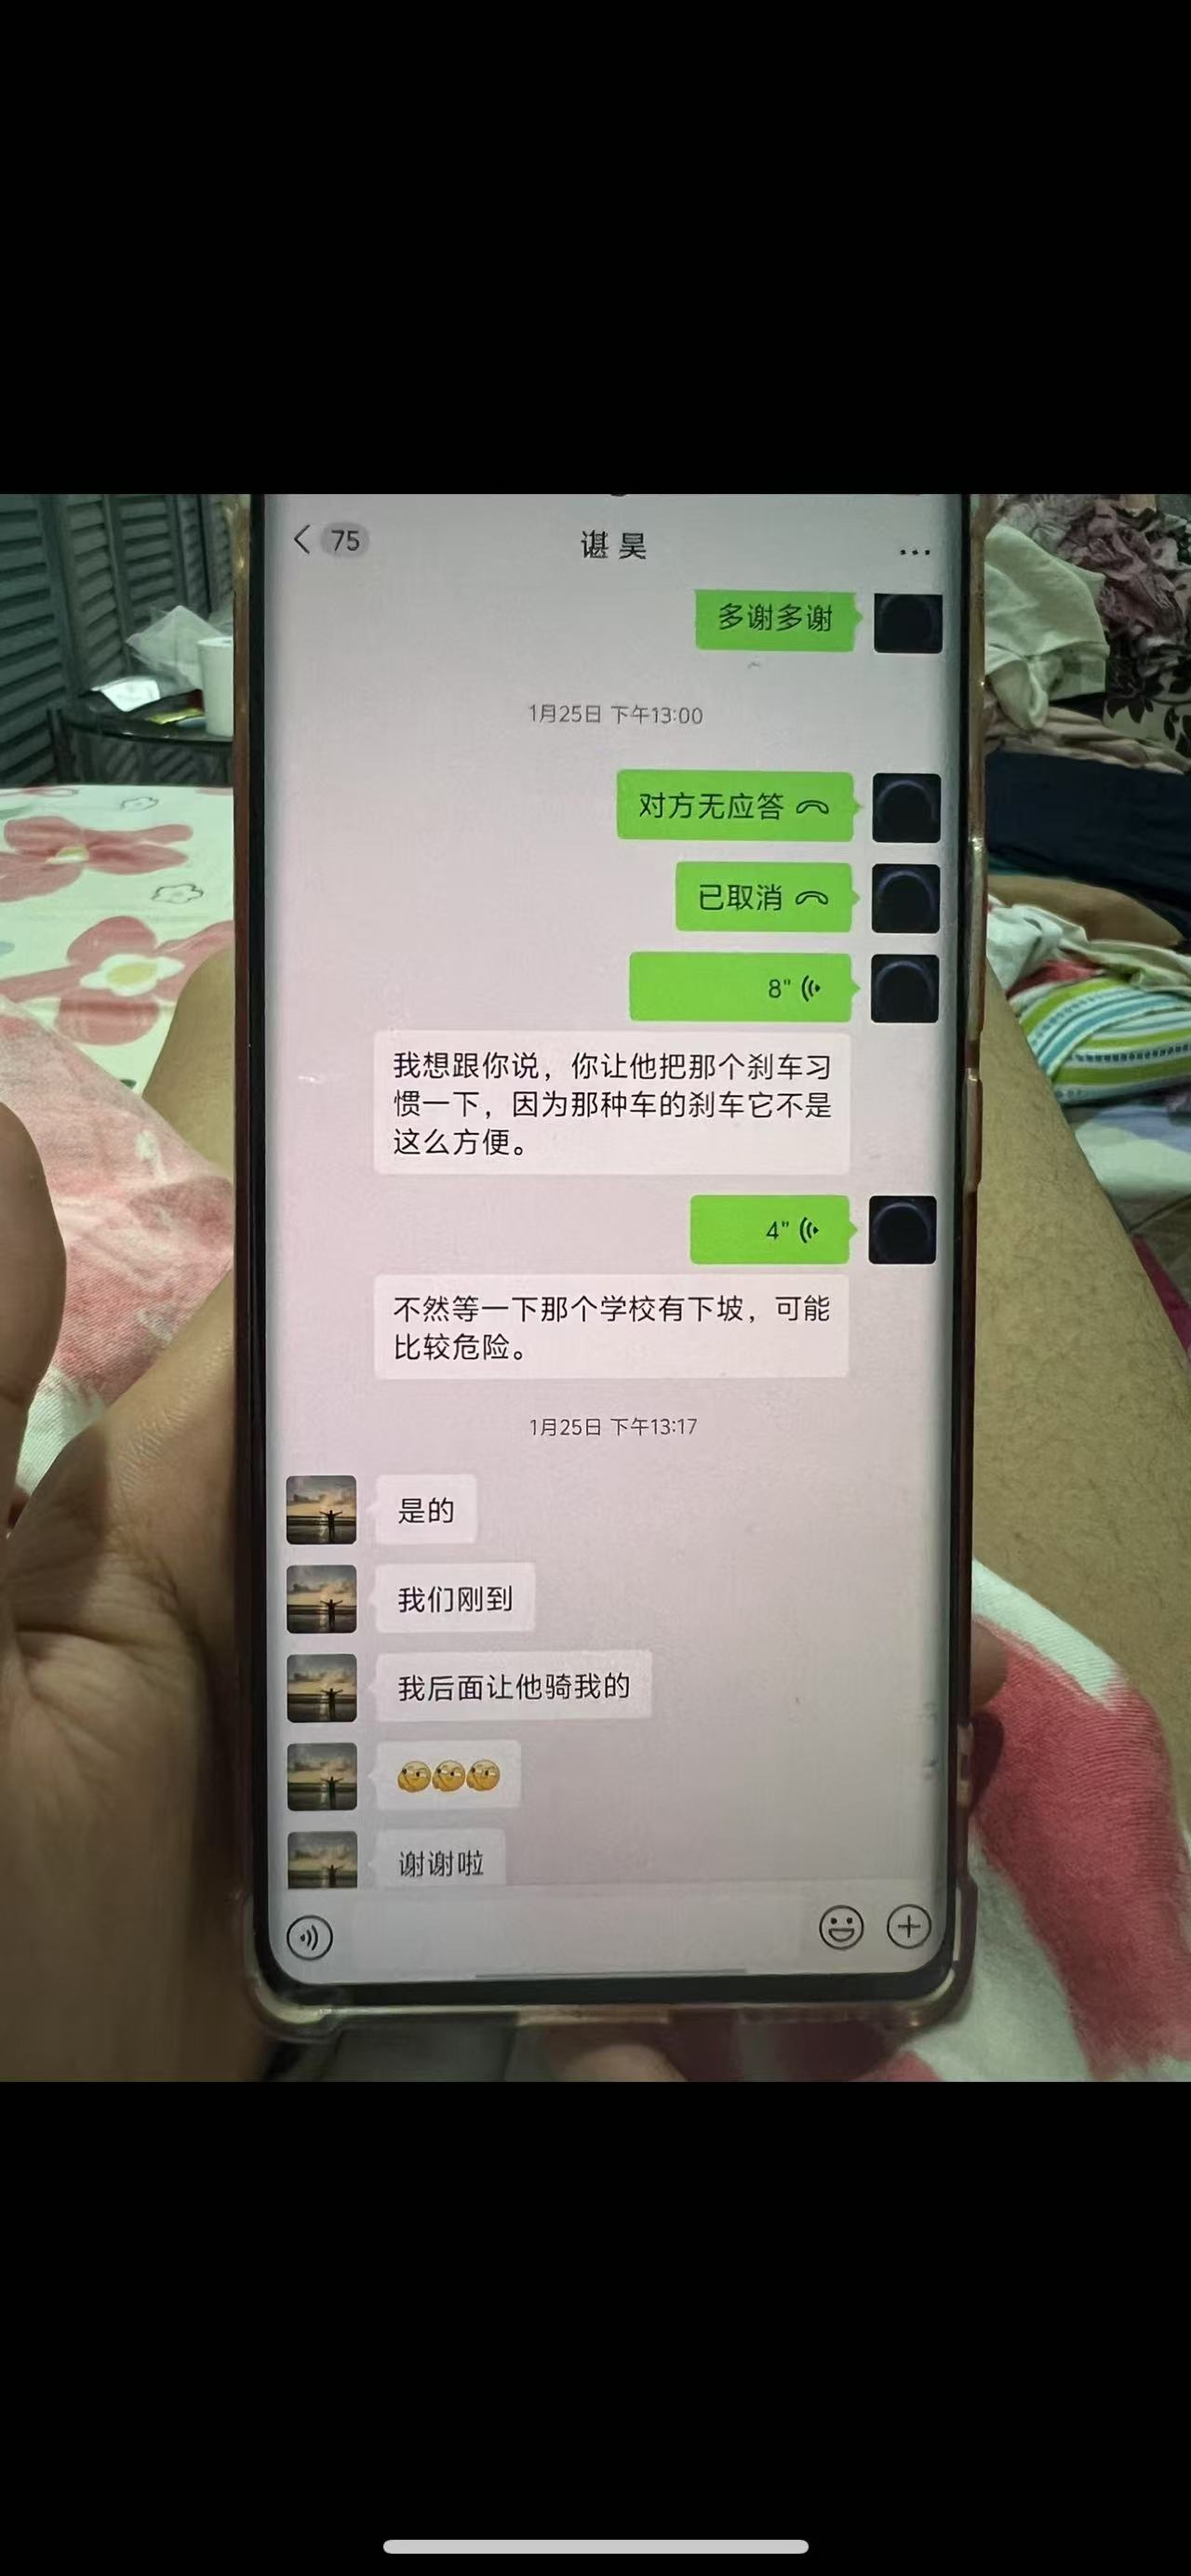 75
谌昊
多谢多谢
1月25日 下午13:00
对方无应答
已取消
8"
我想跟你说，你让他把那个刹车习
惯一下，因为那种车的刹车它不是
这么方便。
4"
不然等一下那个学校有下坡，可能
比较危险。
1月25日 下午13:17
是的
我们刚到
我后面让他骑我的
谢谢啦